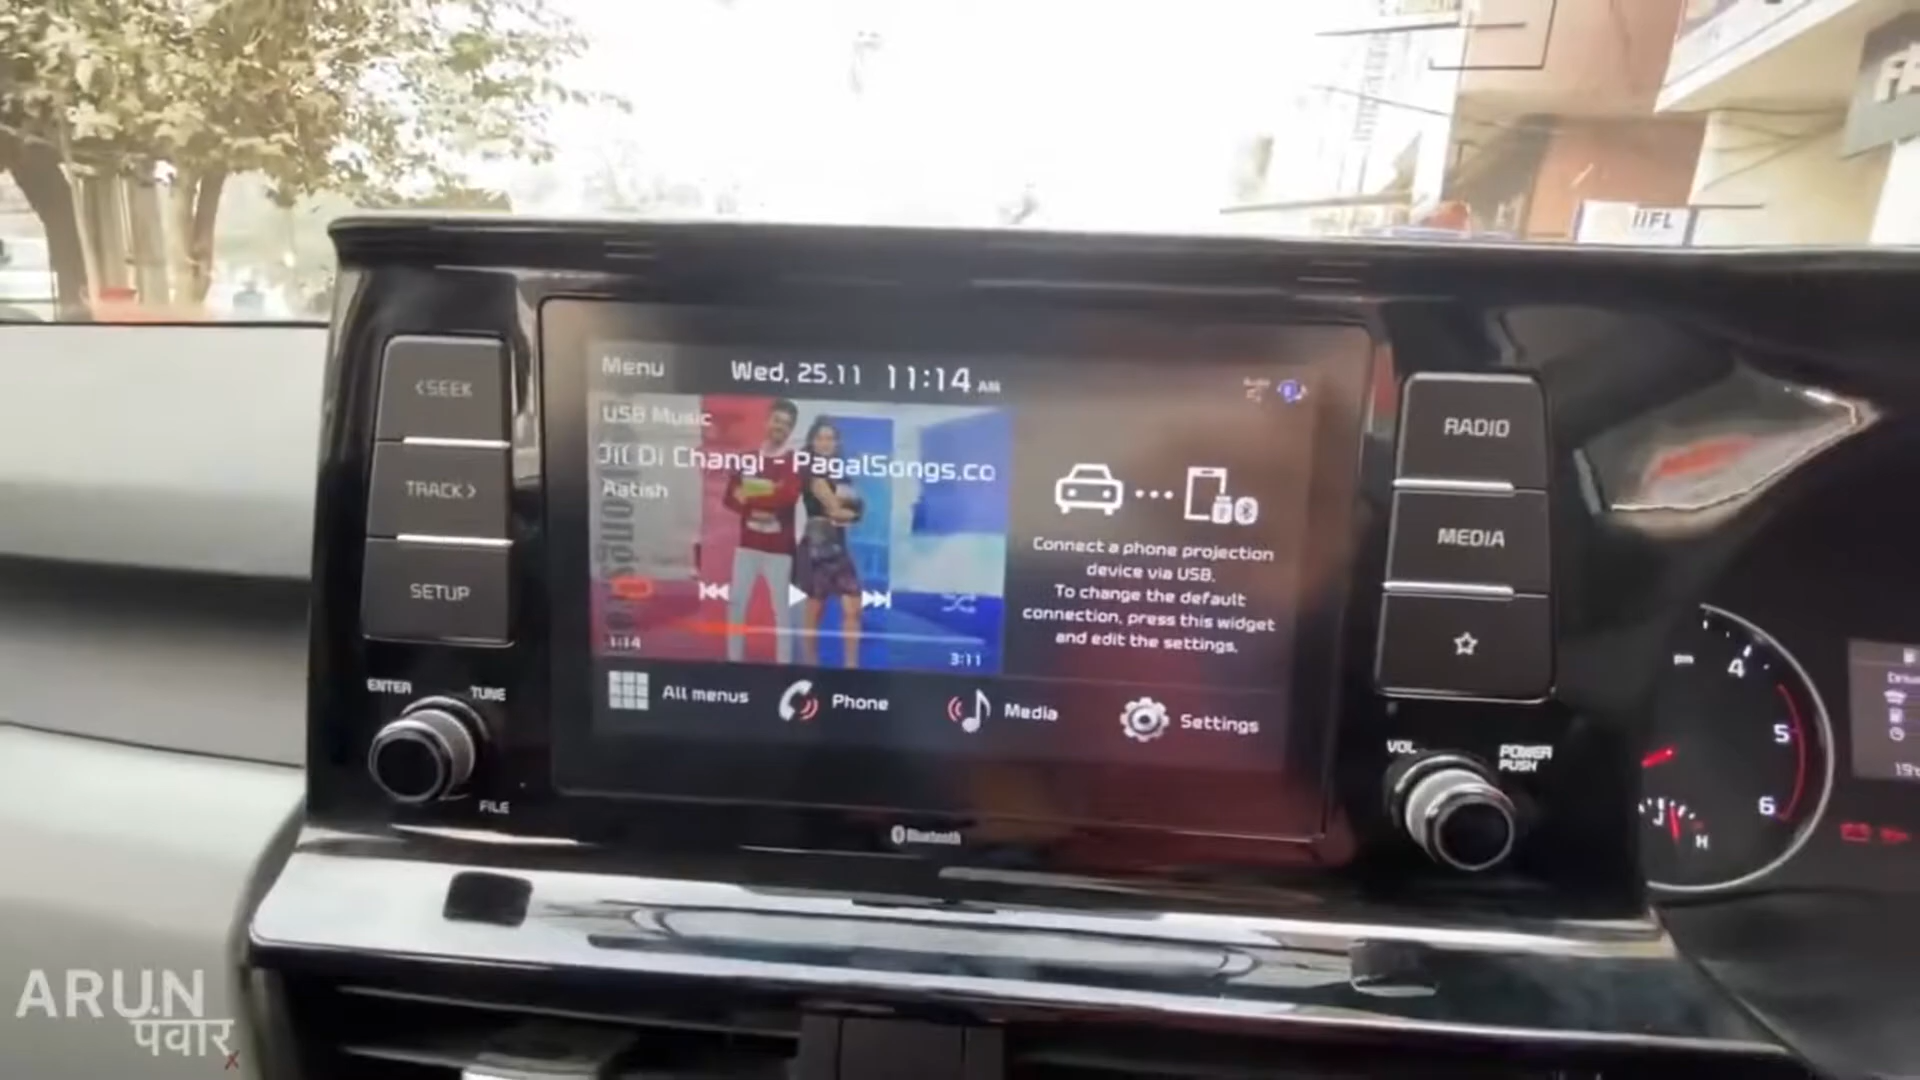 IIFL
<SEEK
TRACK>
SETUP
ENTER
TUNE
FILE
Menu
Wed, 25.11 11:14 AM
USB Music
Di Changi - PagalSongs.co
Aatish
1:14
3:11
Connect a phone projection
device via USB.
To change the default
connection, press this widget
and edit the settings.
All menus
Phone
Media
Settings
Bluetooth
RADIO
MEDIA
VOL
POWER
PUSH
4
5
6
H
ARUN
पवार